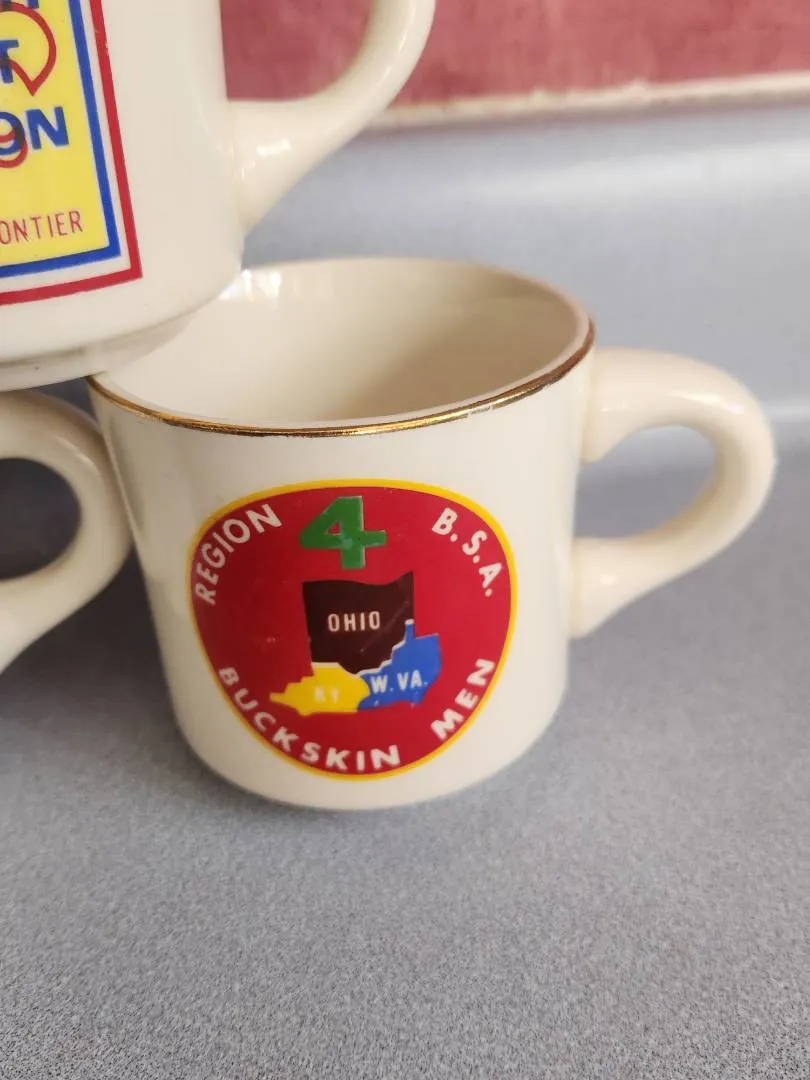 T
ON
ONTIER
REGION 4 B.S.A.
OHIO
KY W.VA.
BUCKSKIN MEN